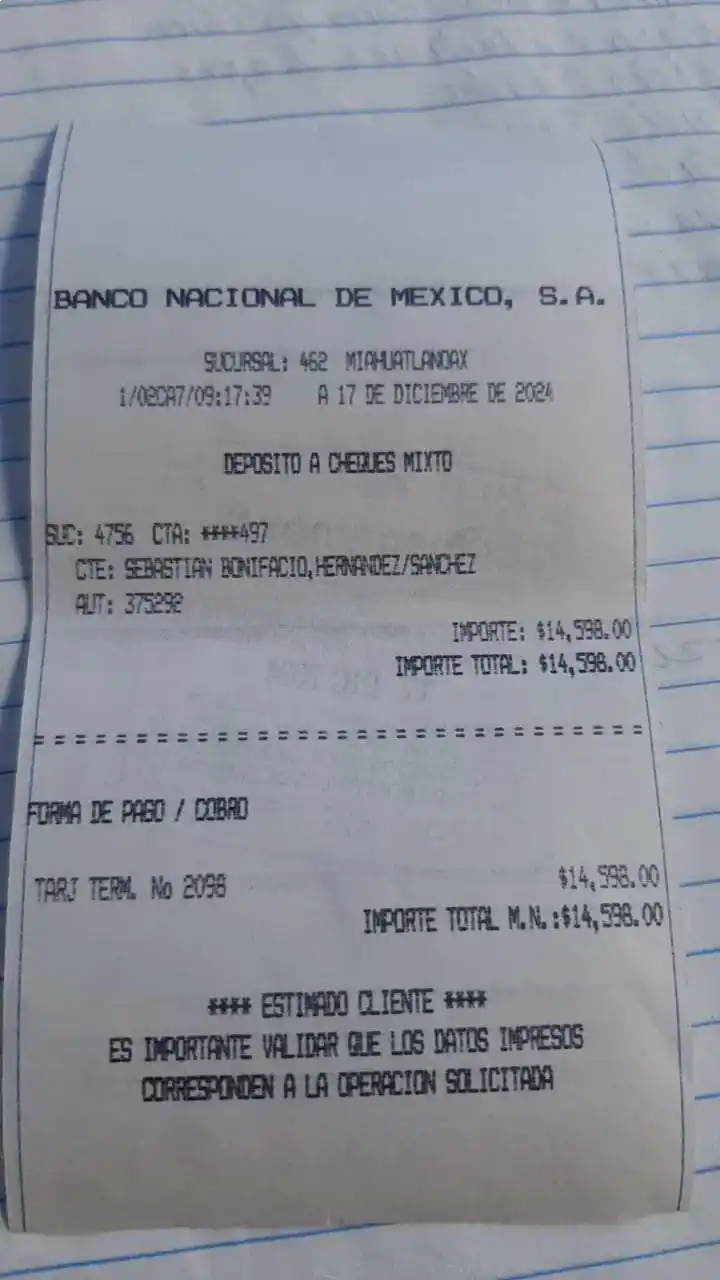 BANCO NACIONAL DE MEXICO, S.A.
SUCURSAL: 462 MIAHUATLANOAX
1/02CA7/09:17:39 A 17 DE DICIEMBRE DE 2024
DEPOSITO A CHEQUES MIXTO
SUC: 4756 CTA: ****497
CTE: SEBASTIAN BONIFACIO,HERNANDEZ/SANCHEZ
AUT: 375292
IMPORTE: $14,598.00
IMPORTE TOTAL: $14,598.00
= = = = = = = = = = = = = = = = = = = = = = = = = = = = = = = = = =
FORMA DE PAGO / COBRO
TARJ TERM. No 2098 $14,598.00
IMPORTE TOTAL M.N.:$14,598.00
**** ESTIMADO CLIENTE ****
ES IMPORTANTE VALIDAR QUE LOS DATOS IMPRESOS
CORRESPONDEN A LA OPERACION SOLICITADA